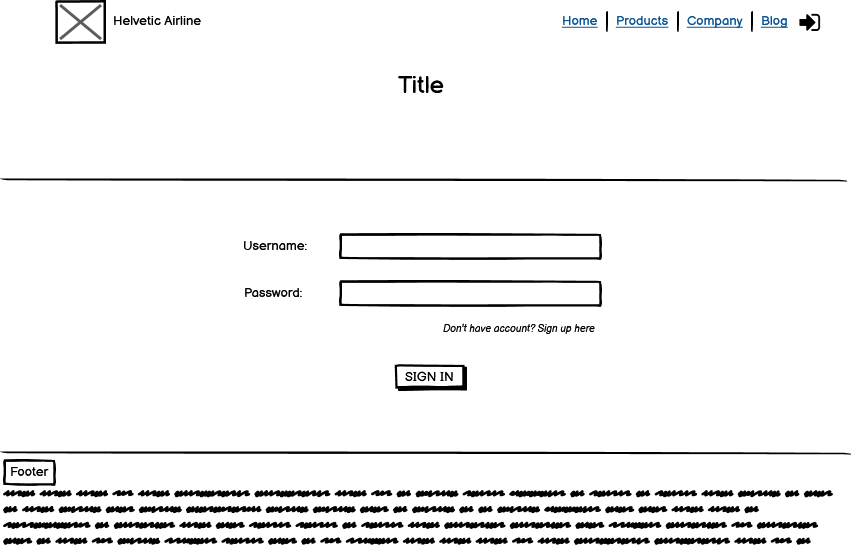 Helvetic Airline
Home Products Company Blog
Title
Username:
Password:
Don't have account? Sign up here
SIGN IN
Footer